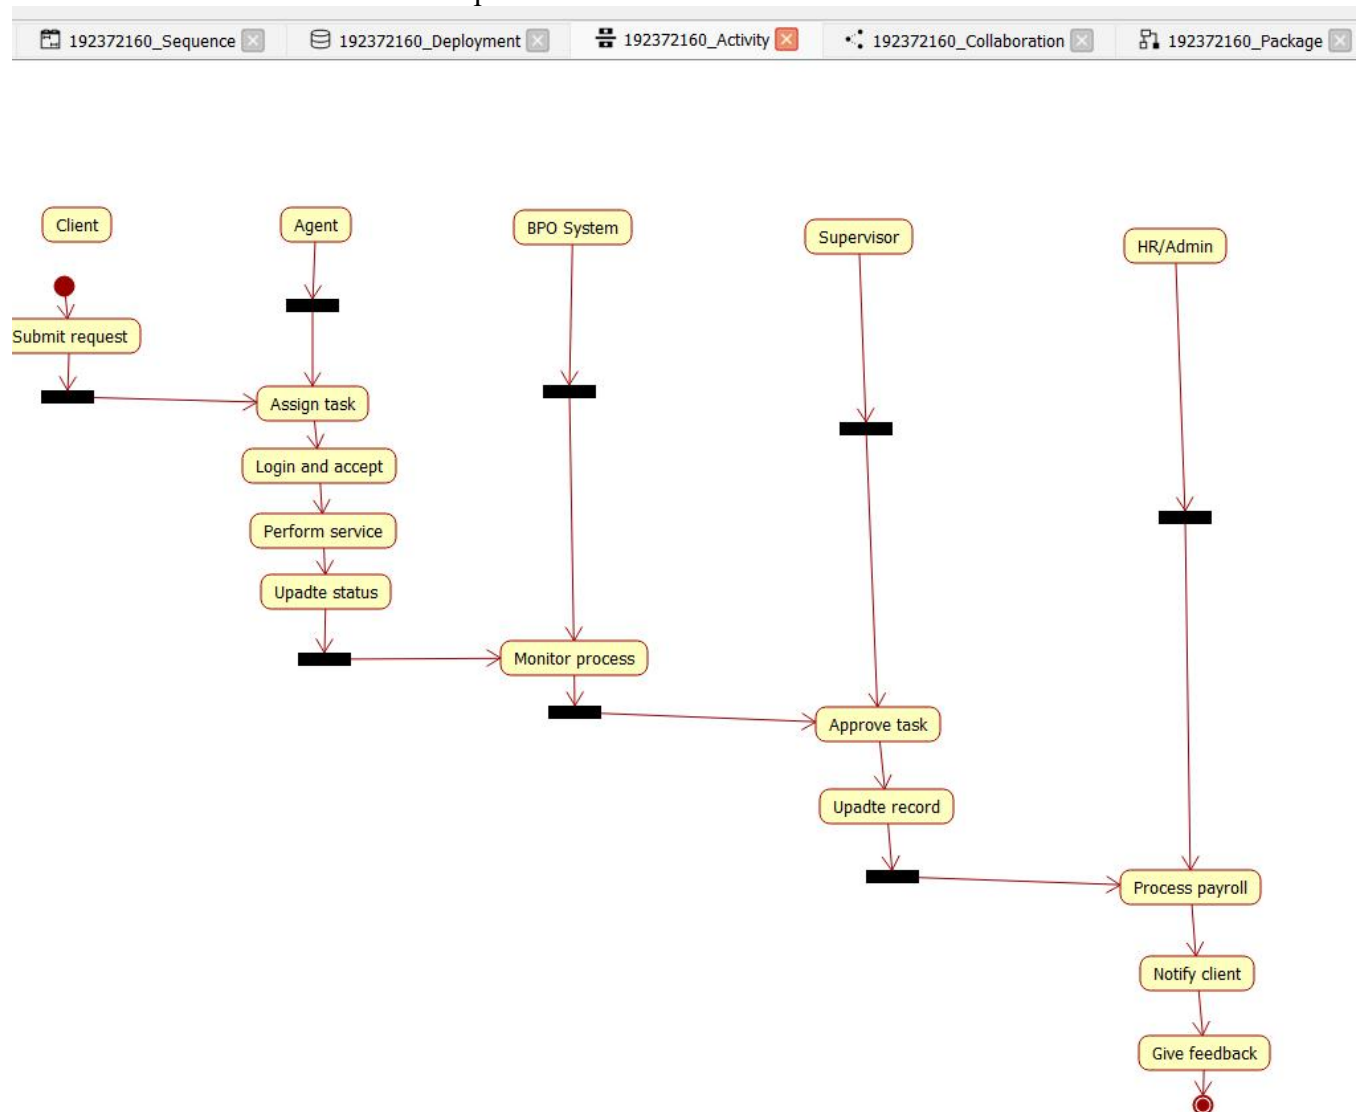 192372160_Sequence
192372160_Deployment
192372160_Activity
192372160_Collaboration
192372160_Package
Client
Agent
BPO System
Supervisor
HR/Admin
Submit request
Assign task
Login and accept
Perform service
Upadte status
Monitor process
Approve task
Upadte record
Process payroll
Notify client
Give feedback